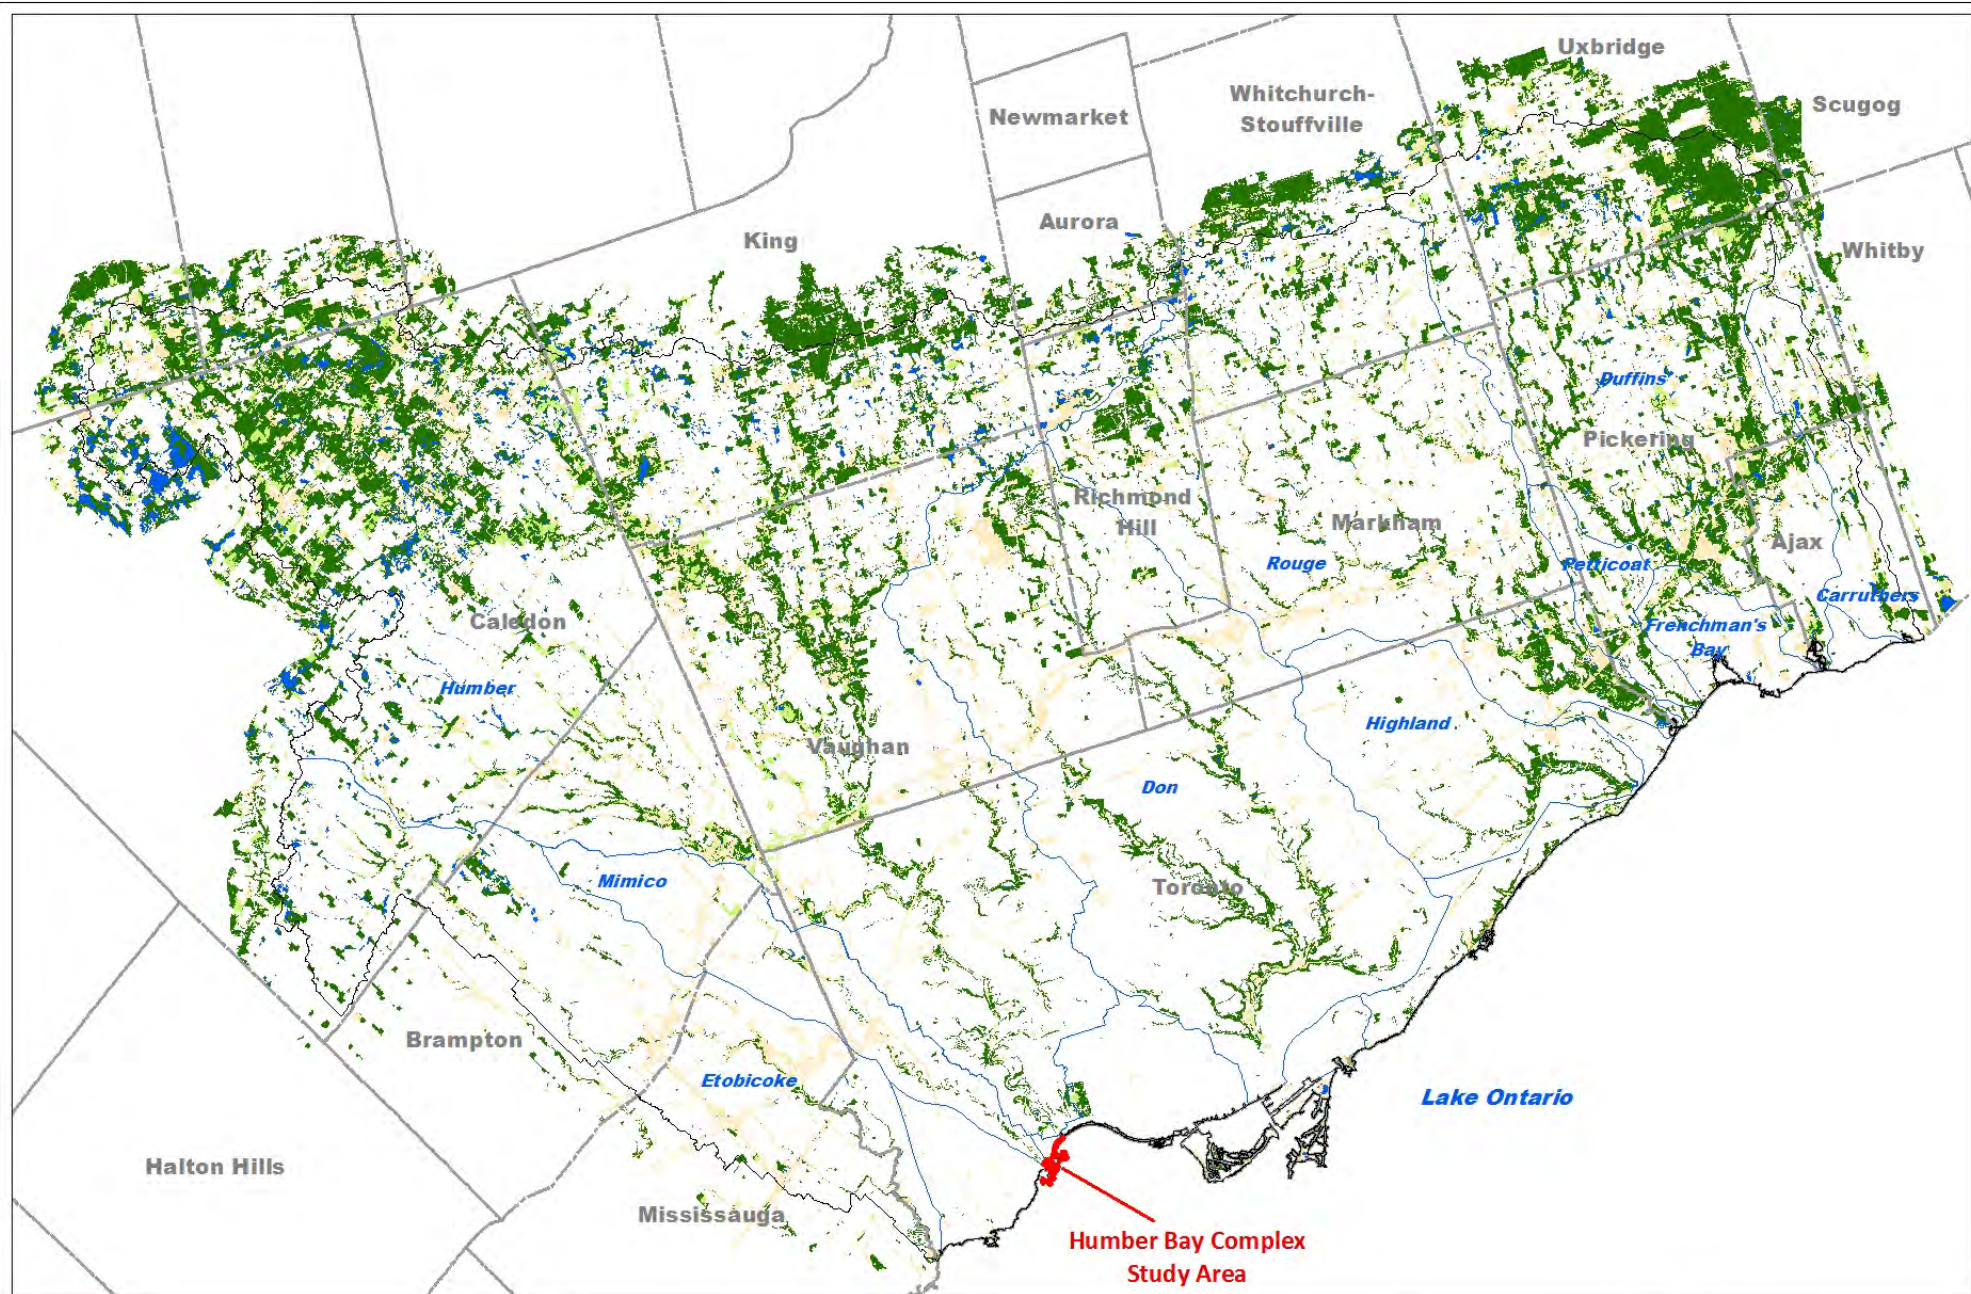 Uxbridge
Whitchurch-
Stouffville
Scugog
Newmarket
Aurora
King
Whitby
Duffins
Pickering
Richmond
Hill
Markham
Ajax
Rouge
Petticoat
Carruthers
Frenchman's
Bay
Caledon
Humber
Highland
Vaughan
Don
Mimico
Toronto
Brampton
Etobicoke
Lake Ontario
Halton Hills
Mississauga
Humber Bay Complex
Study Area